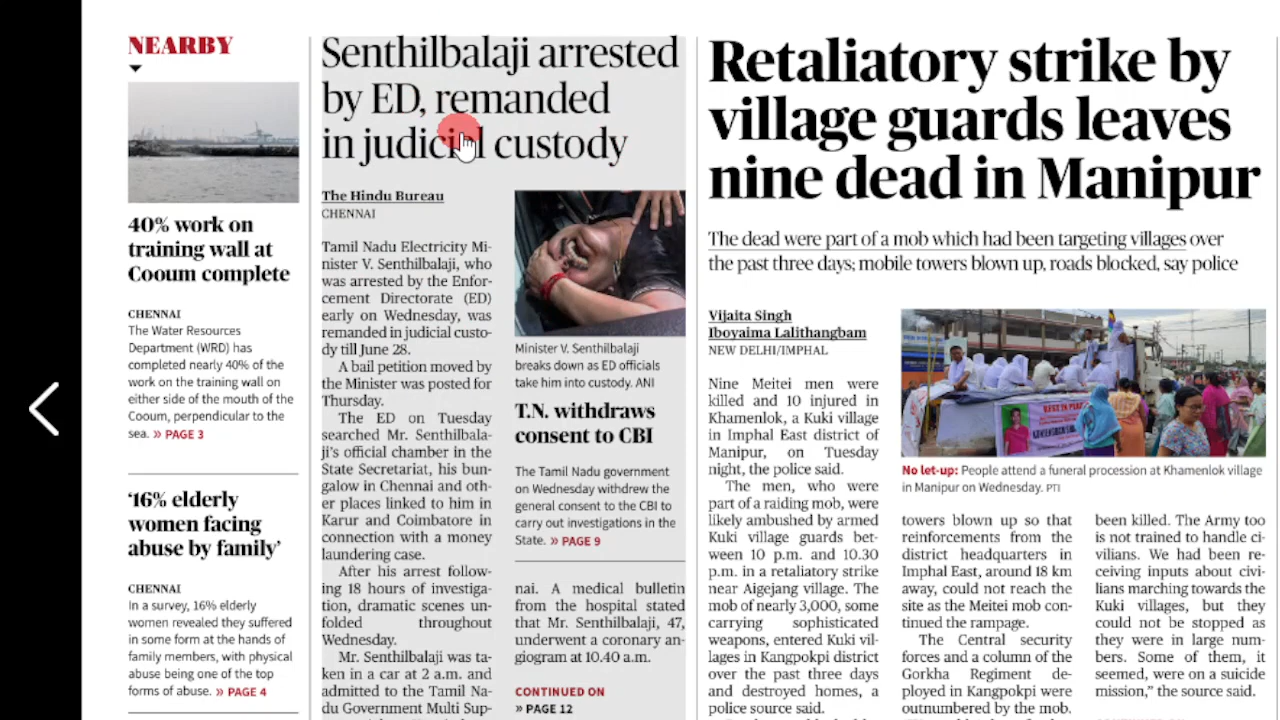 NEARBY
40% work on
training wall at
Cooum complete
CHENNAI
The Water Resources
Department (WRD) has
completed nearly 40% of the
work on the training wall on
either side of the mouth of the
Cooum, perpendicular to the
sea. » PAGE 3
‘16% elderly
women facing
abuse by family’
CHENNAI
In a survey, 16% elderly
women revealed they suffered
in some form at the hands of
family members, with physical
abuse being one of the top
forms of abuse. » PAGE 4
Senthilbalaji arrested
by ED, remanded
in judicial custody
The Hindu Bureau
CHENNAI
Tamil Nadu Electricity Mi-
nister V. Senthilbalaji, who
was arrested by the Enfor-
cement Directorate (ED)
early on Wednesday, was
remanded in judicial custo-
dy till June 28.
A bail petition moved by
the Minister was posted for
Thursday.
The ED on Tuesday
searched Mr. Senthilbala-
ji’s official chamber in the
State Secretariat, his bun-
galow in Chennai and oth-
er places linked to him in
Karur and Coimbatore in
connection with a money
laundering case.
After his arrest follow-
ing 18 hours of investiga-
tion, dramatic scenes un-
folded throughout
Wednesday.
Mr. Senthilbalaji was ta-
ken in a car at 2 a.m. and
admitted to the Tamil Na-
du Government Multi Sup-
Minister V. Senthilbalaji
breaks down as ED officials
take him into custody. ANI
T.N. withdraws
consent to CBI
The Tamil Nadu government
on Wednesday withdrew the
general consent to the CBI to
carry out investigations in the
State. » PAGE 9
nai. A medical bulletin
from the hospital stated
that Mr. Senthilbalaji, 47,
underwent a coronary an-
giogram at 10.40 a.m.
CONTINUED ON
» PAGE 12
Retaliatory strike by
village guards leaves
nine dead in Manipur
The dead were part of a mob which had been targeting villages over
the past three days; mobile towers blown up, roads blocked, say police
Vijaita Singh
Iboyaima Lalithangbam
NEW DELHI/IMPHAL
Nine Meitei men were
killed and 10 injured in
Khamenlok, a Kuki village
in Imphal East district of
Manipur, on Tuesday
night, the police said.
The men, who were
part of a raiding mob, were
likely ambushed by armed
Kuki village guards bet-
ween 10 p.m. and 10.30
p.m. in a retaliatory strike
near Aigejang village. The
mob of nearly 3,000, some
carrying sophisticated
weapons, entered Kuki vil-
lages in Kangpokpi district
over the past three days
and destroyed homes, a
police source said.
No let-up: People attend a funeral procession at Khamenlok village
in Manipur on Wednesday. PTI
towers blown up so that
reinforcements from the
district headquarters in
Imphal East, around 18 km
away, could not reach the
site as the Meitei mob con-
tinued the rampage.
The Central security
forces and a column of the
Gorkha Regiment de-
ployed in Kangpokpi were
outnumbered by the mob.
been killed. The Army too
is not trained to handle ci-
vilians. We had been re-
ceiving inputs about civi-
lians marching towards the
Kuki villages, but they
could not be stopped as
they were in large num-
bers. Some of them, it
seemed, were on a suicide
mission,” the source said.